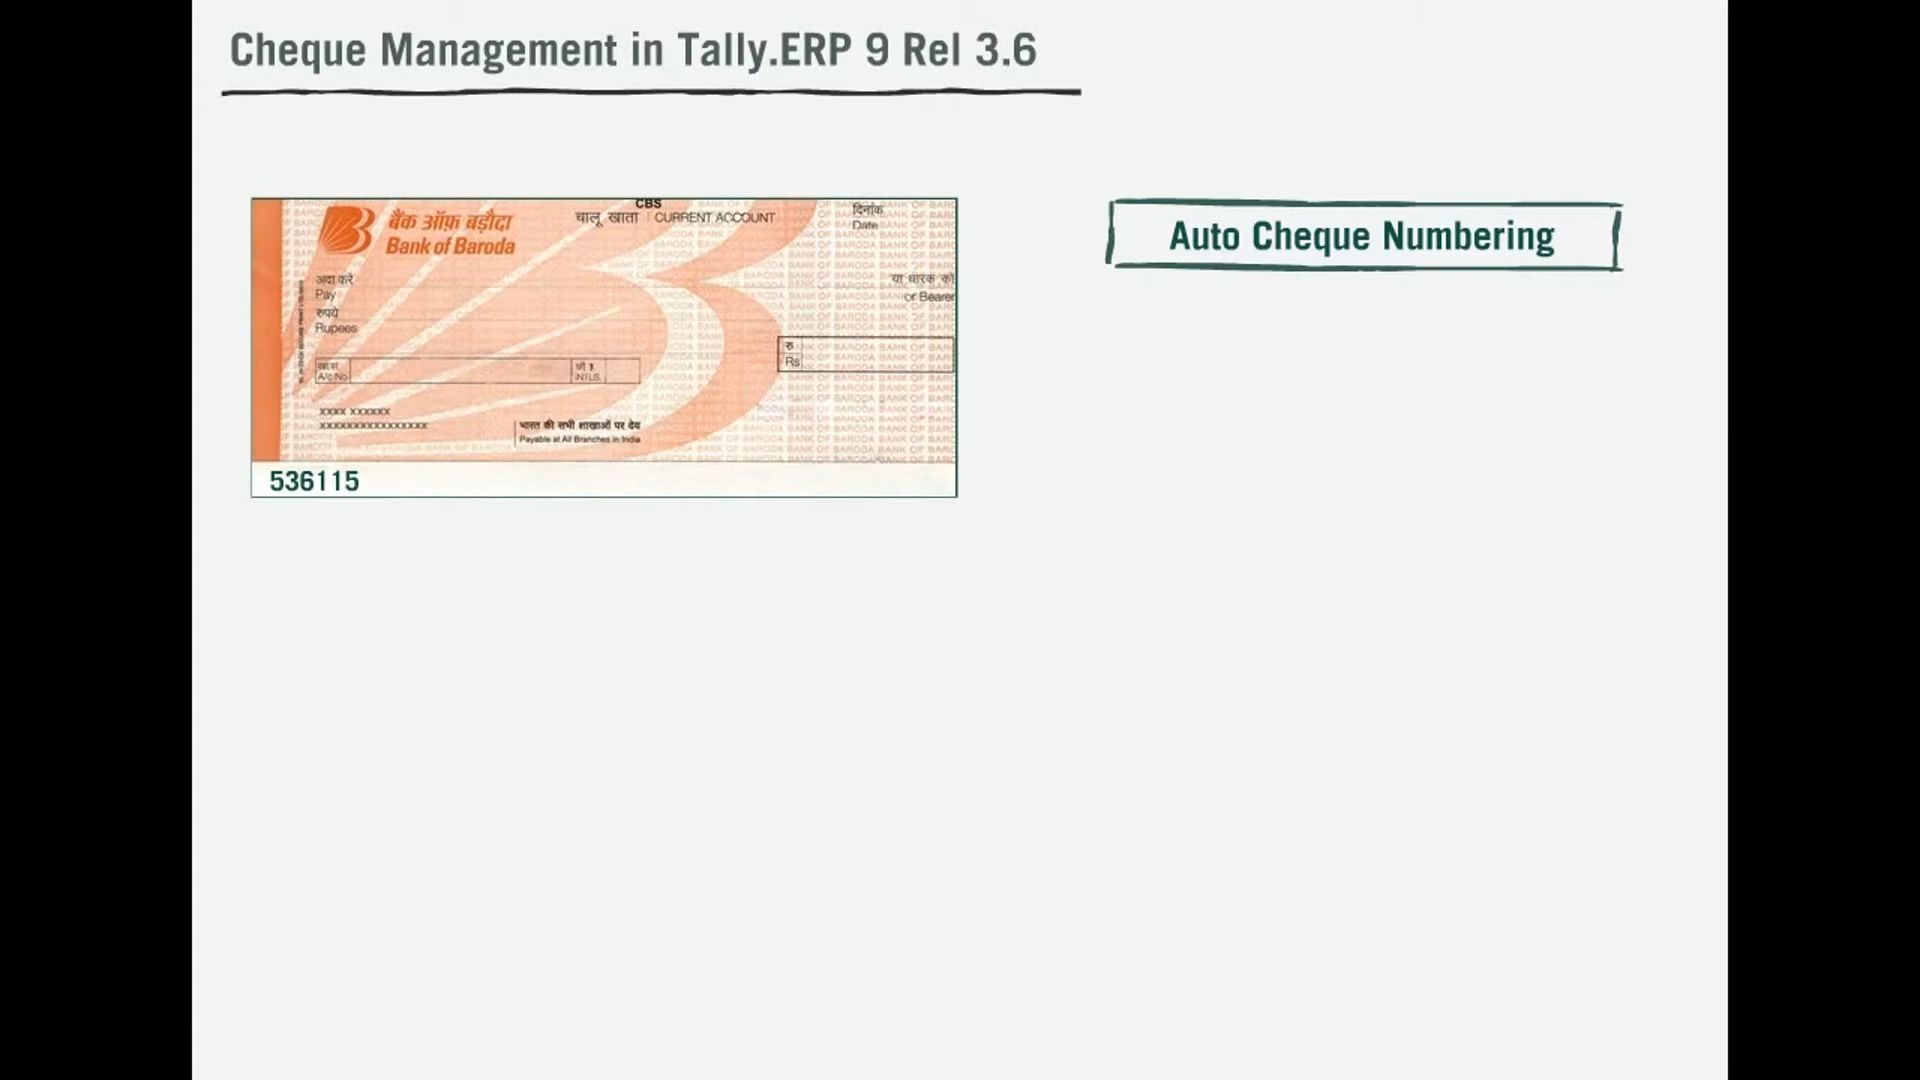 Cheque Management in Tally.ERP 9 Rel 3.6
CBS
बैंक ऑफ़ बड़ौदा
Bank of Baroda
चालू खाता | CURRENT ACCOUNT
दिनांक
Date
अदा करें
Pay
या धारक को
or Bearer
रुपये
Rupees
रु
Rs
A/c No.
INTLS.
XXXX XXXXXX
XXXXXXXXXXXXXXXX
भारत की सभी शाखाओं पर देय
Payable at All Branches in India
536115
Auto Cheque Numbering